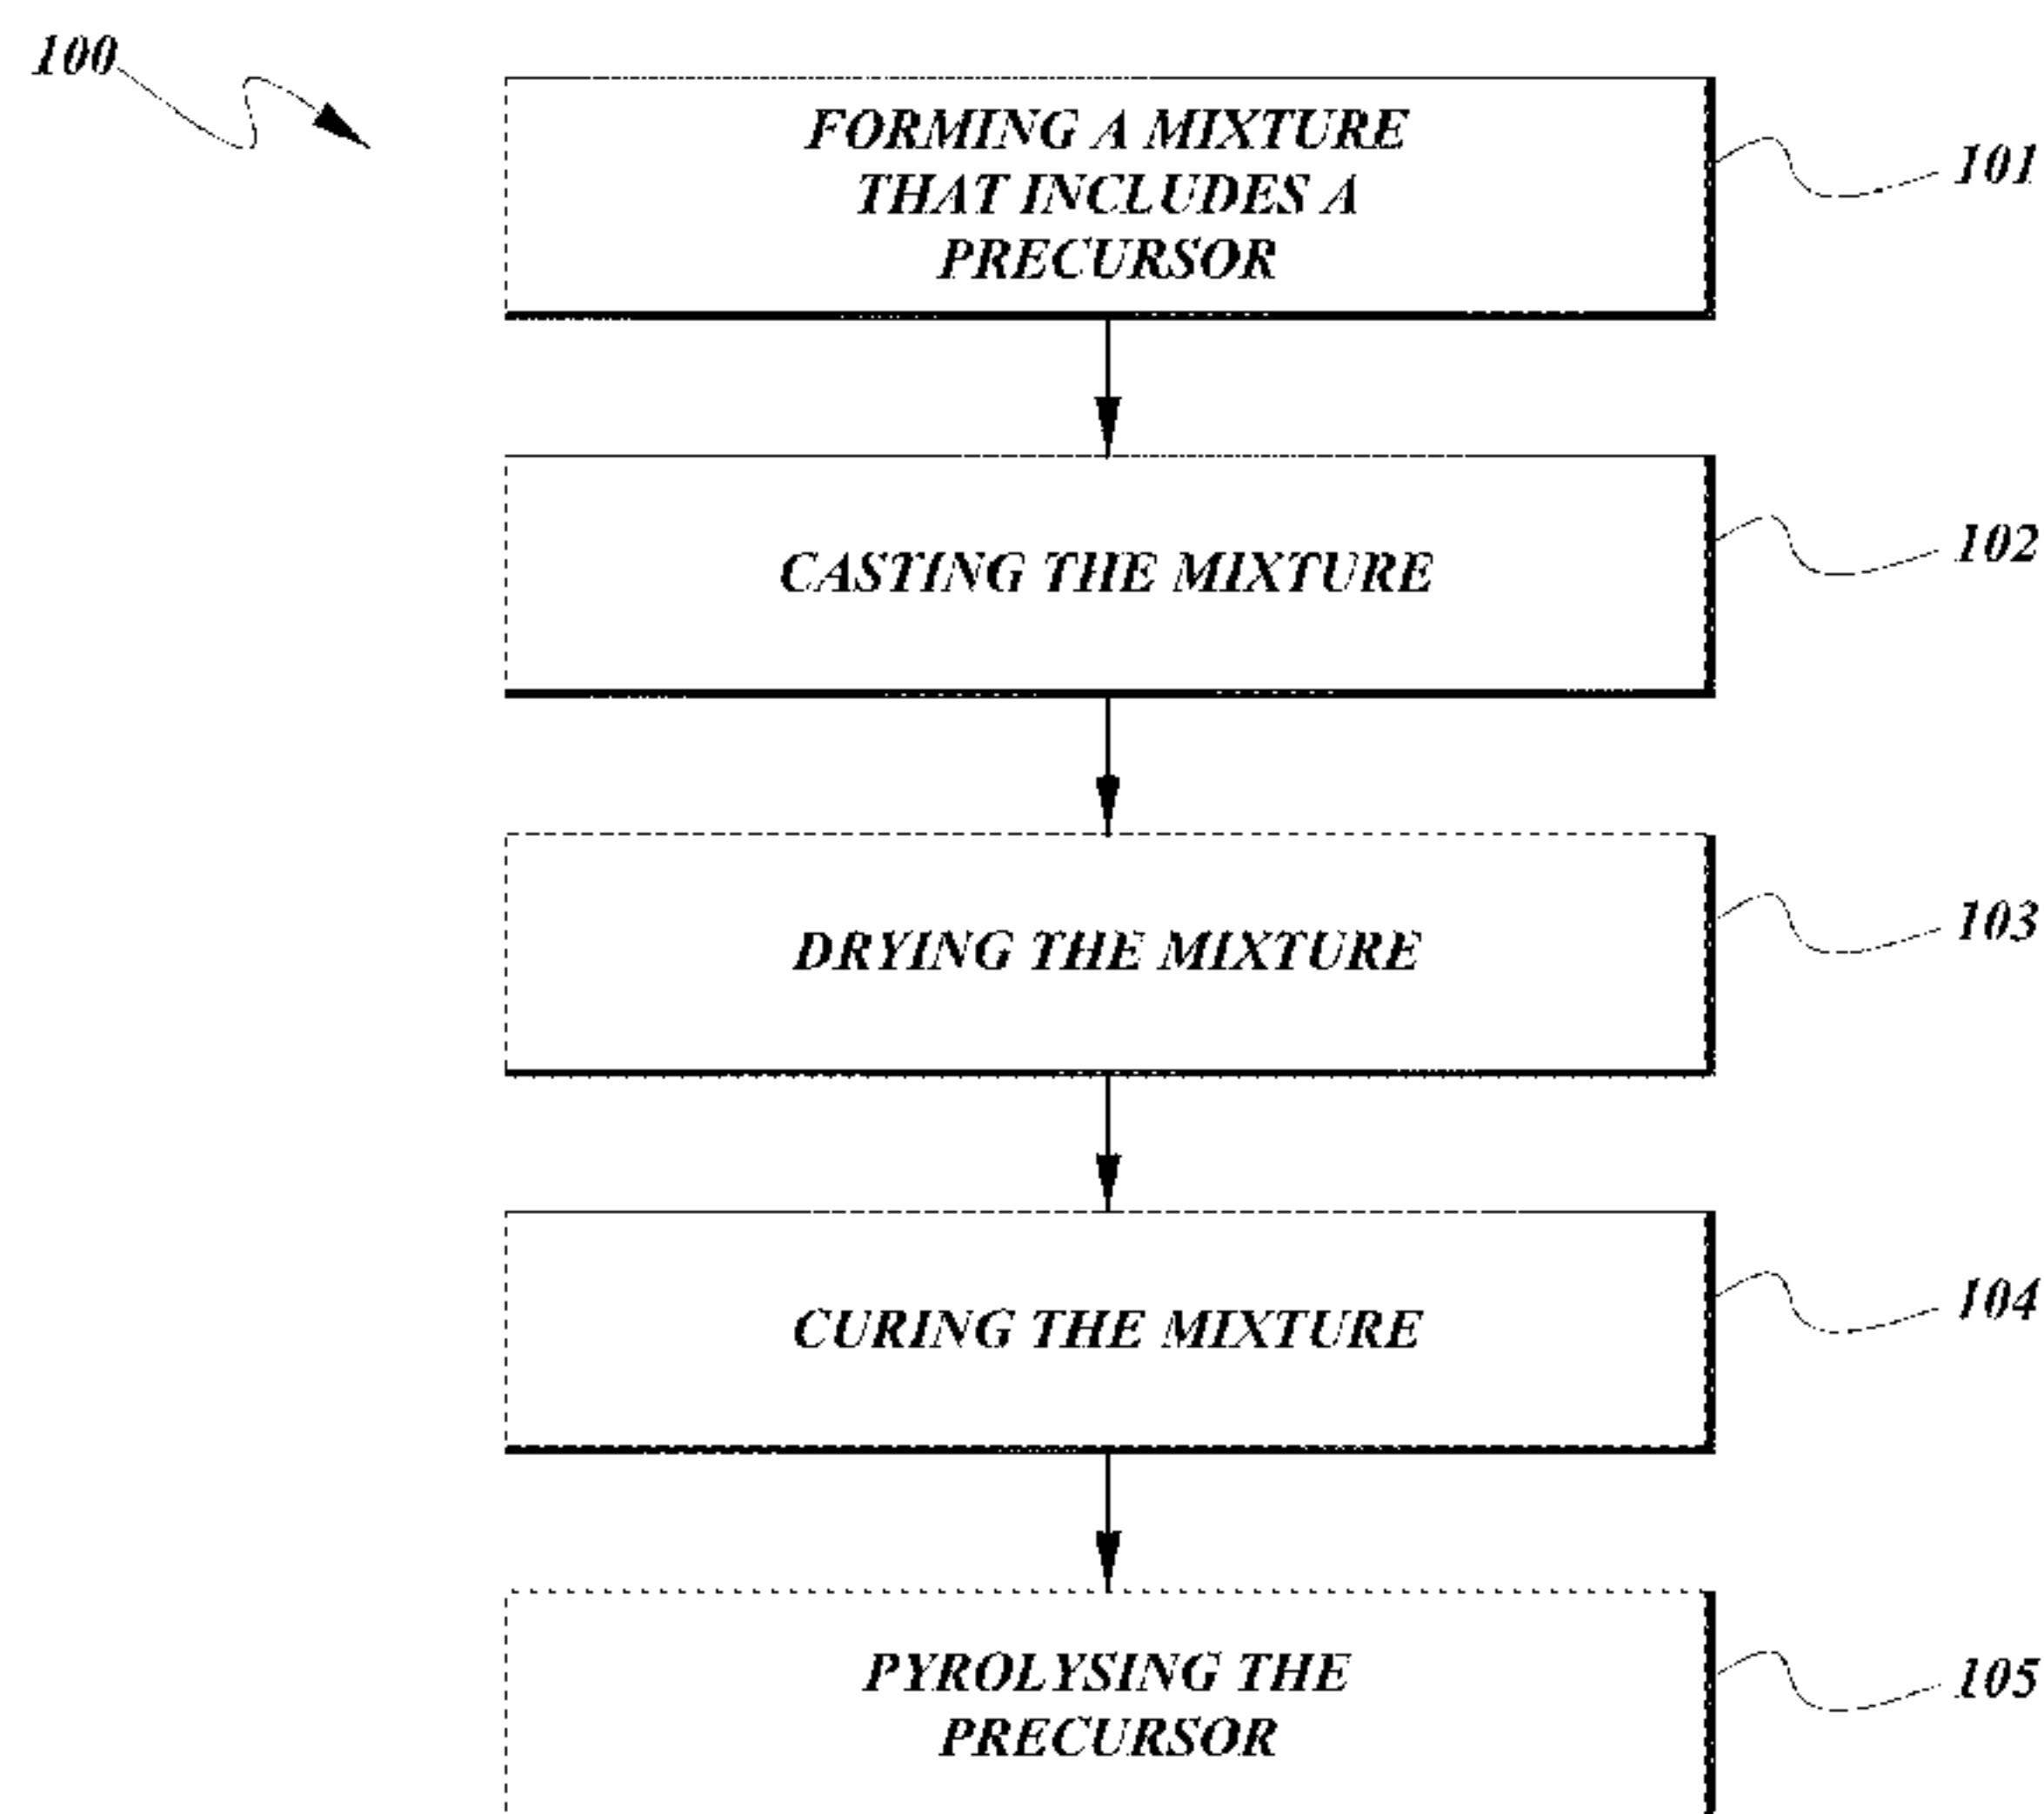 100
FORMING A MIXTURE
THAT INCLUDES A
PRECURSOR
101
CASTING THE MIXTURE
102
DRYING THE MIXTURE
103
CURING THE MIXTURE
104
PYROLYSING THE
PRECURSOR
105